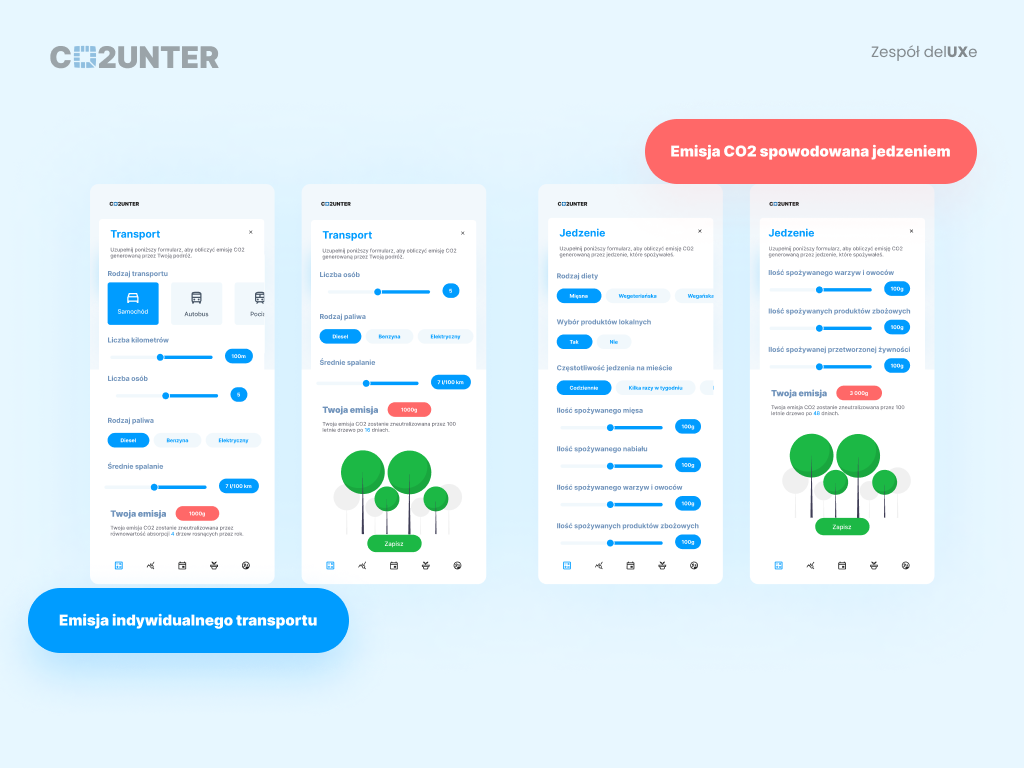 CO2UNTER
Zespół delUXe
Emisja CO2 spowodowana jedzeniem
CO2UNTER
Transport
×
Uzupełnij poniższy formularz, aby obliczyć emisję CO2
generowaną przez Twoją podróż.
Rodzaj transportu
Samochód
Autobus
Pocią
Liczba kilometrów
100m
Liczba osób
5
Rodzaj paliwa
Diesel
Benzyna
Elektryczny
Średnie spalanie
7 l/100 km
Twoja emisja
1000g
Twoja emisja CO2 zostanie zneutralizowana przez
równowartość absorpcji 4 drzew rosnących przez rok.
CO2UNTER
Transport
×
Uzupełnij poniższy formularz, aby obliczyć emisję CO2
generowaną przez Twoją podróż.
Liczba osób
5
Rodzaj paliwa
Diesel
Benzyna
Elektryczny
Średnie spalanie
7 l/100 km
Twoja emisja
1000g
Twoja emisja CO2 zostanie zneutralizowana przez 100
letnie drzewo po 16 dniach.
Zapisz
CO2UNTER
Jedzenie
×
Uzupełnij poniższy formularz, aby obliczyć emisję CO2
generowaną przez jedzenie, które spożywałeś.
Rodzaj diety
Mięsna
Wegetariańska
Wegańska
Wybór produktów lokalnych
Tak
Nie
Częstotliwość jedzenia na mieście
Codziennie
Kilka razy w tygodniu
Ilość spożywanego mięsa
100g
Ilość spożywanego nabiału
100g
Ilość spożywanego warzyw i owoców
100g
Ilość spożywanych produktów zbożowych
100g
CO2UNTER
Jedzenie
×
Uzupełnij poniższy formularz, aby obliczyć emisję CO2
generowaną przez jedzenie, które spożywałeś.
Ilość spożywanego warzyw i owoców
100g
Ilość spożywanych produktów zbożowych
100g
Ilość spożywanej przetworzonej żywności
100g
Twoja emisja
3 000g
Twoja emisja CO2 zostanie zneutralizowana przez 100
letnie drzewo po 48 dniach.
Zapisz
Emisja indywidualnego transportu